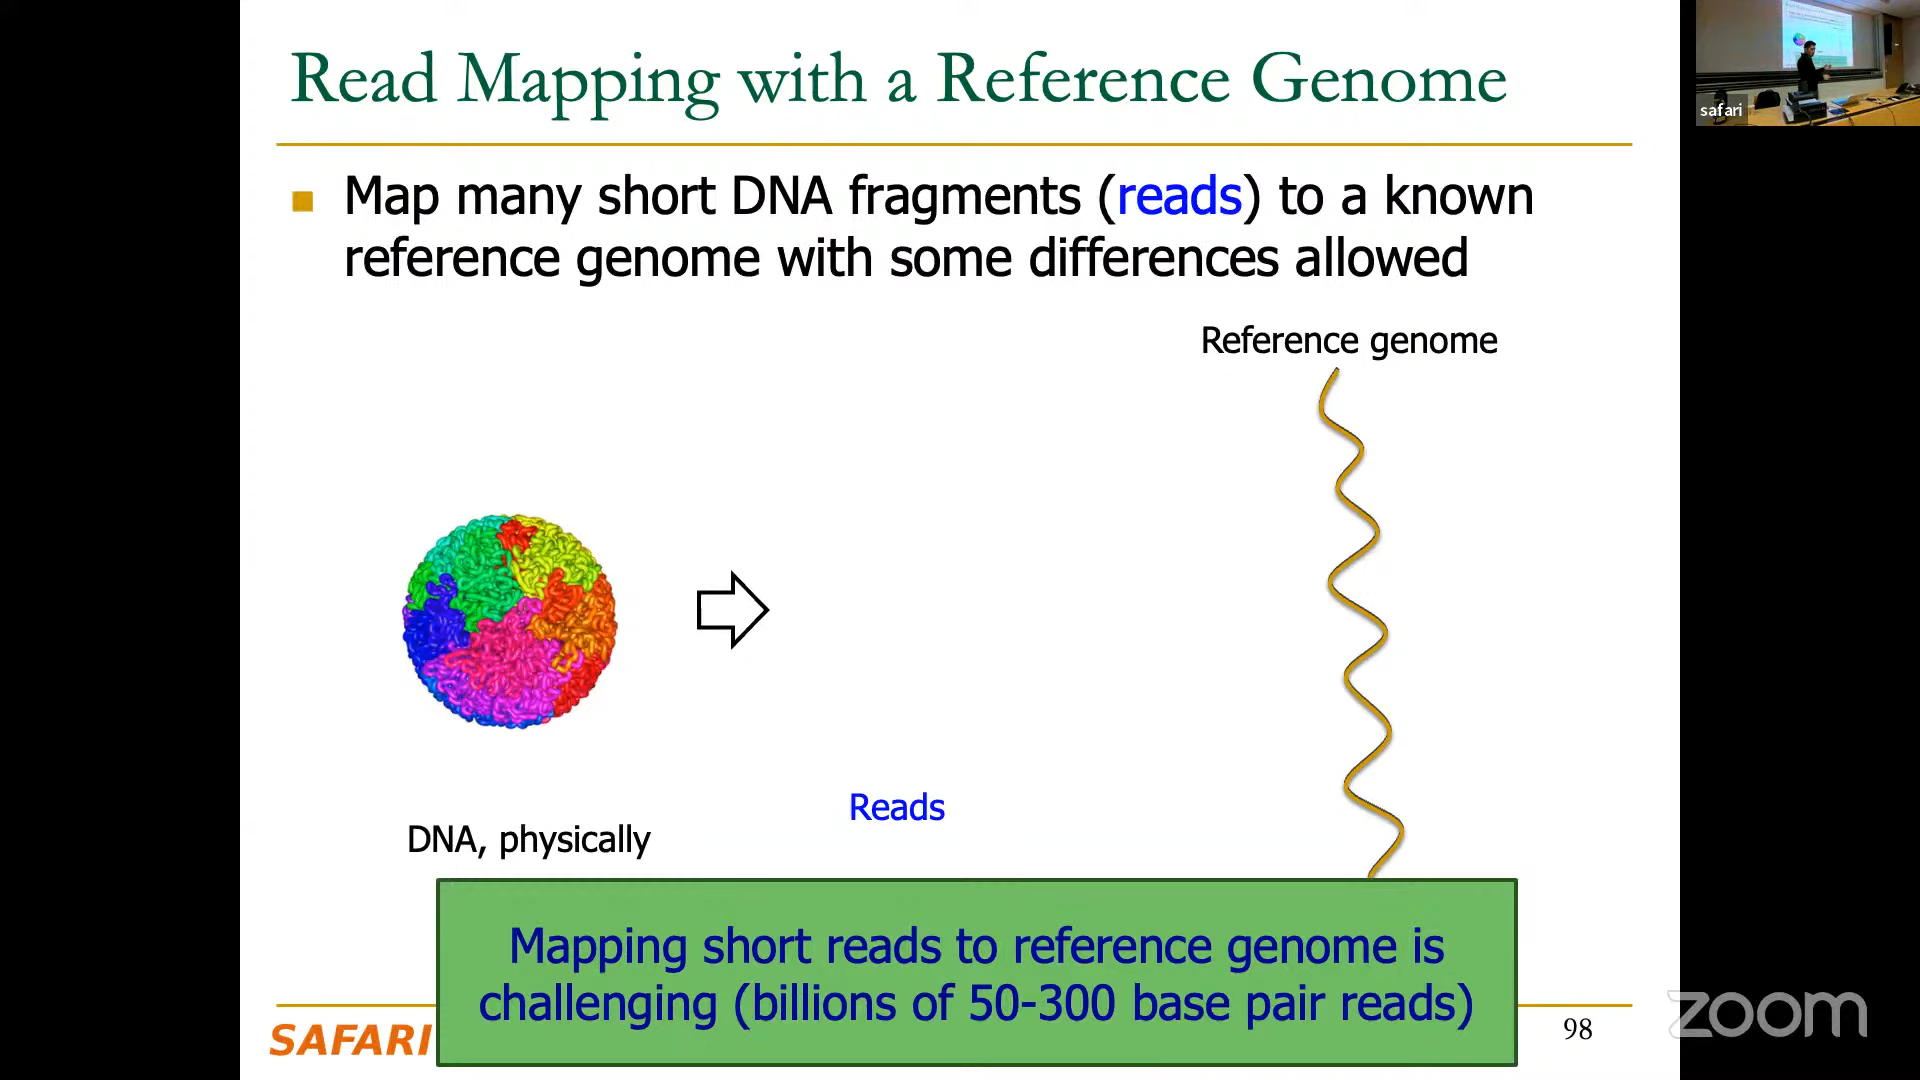 Read Mapping with a Reference Genome
Map many short DNA fragments (reads) to a known
reference genome with some differences allowed
Reference genome
Reads
DNA, physically
Mapping short reads to reference genome is
challenging (billions of 50-300 base pair reads)
SAFARI
98
safari
zoom